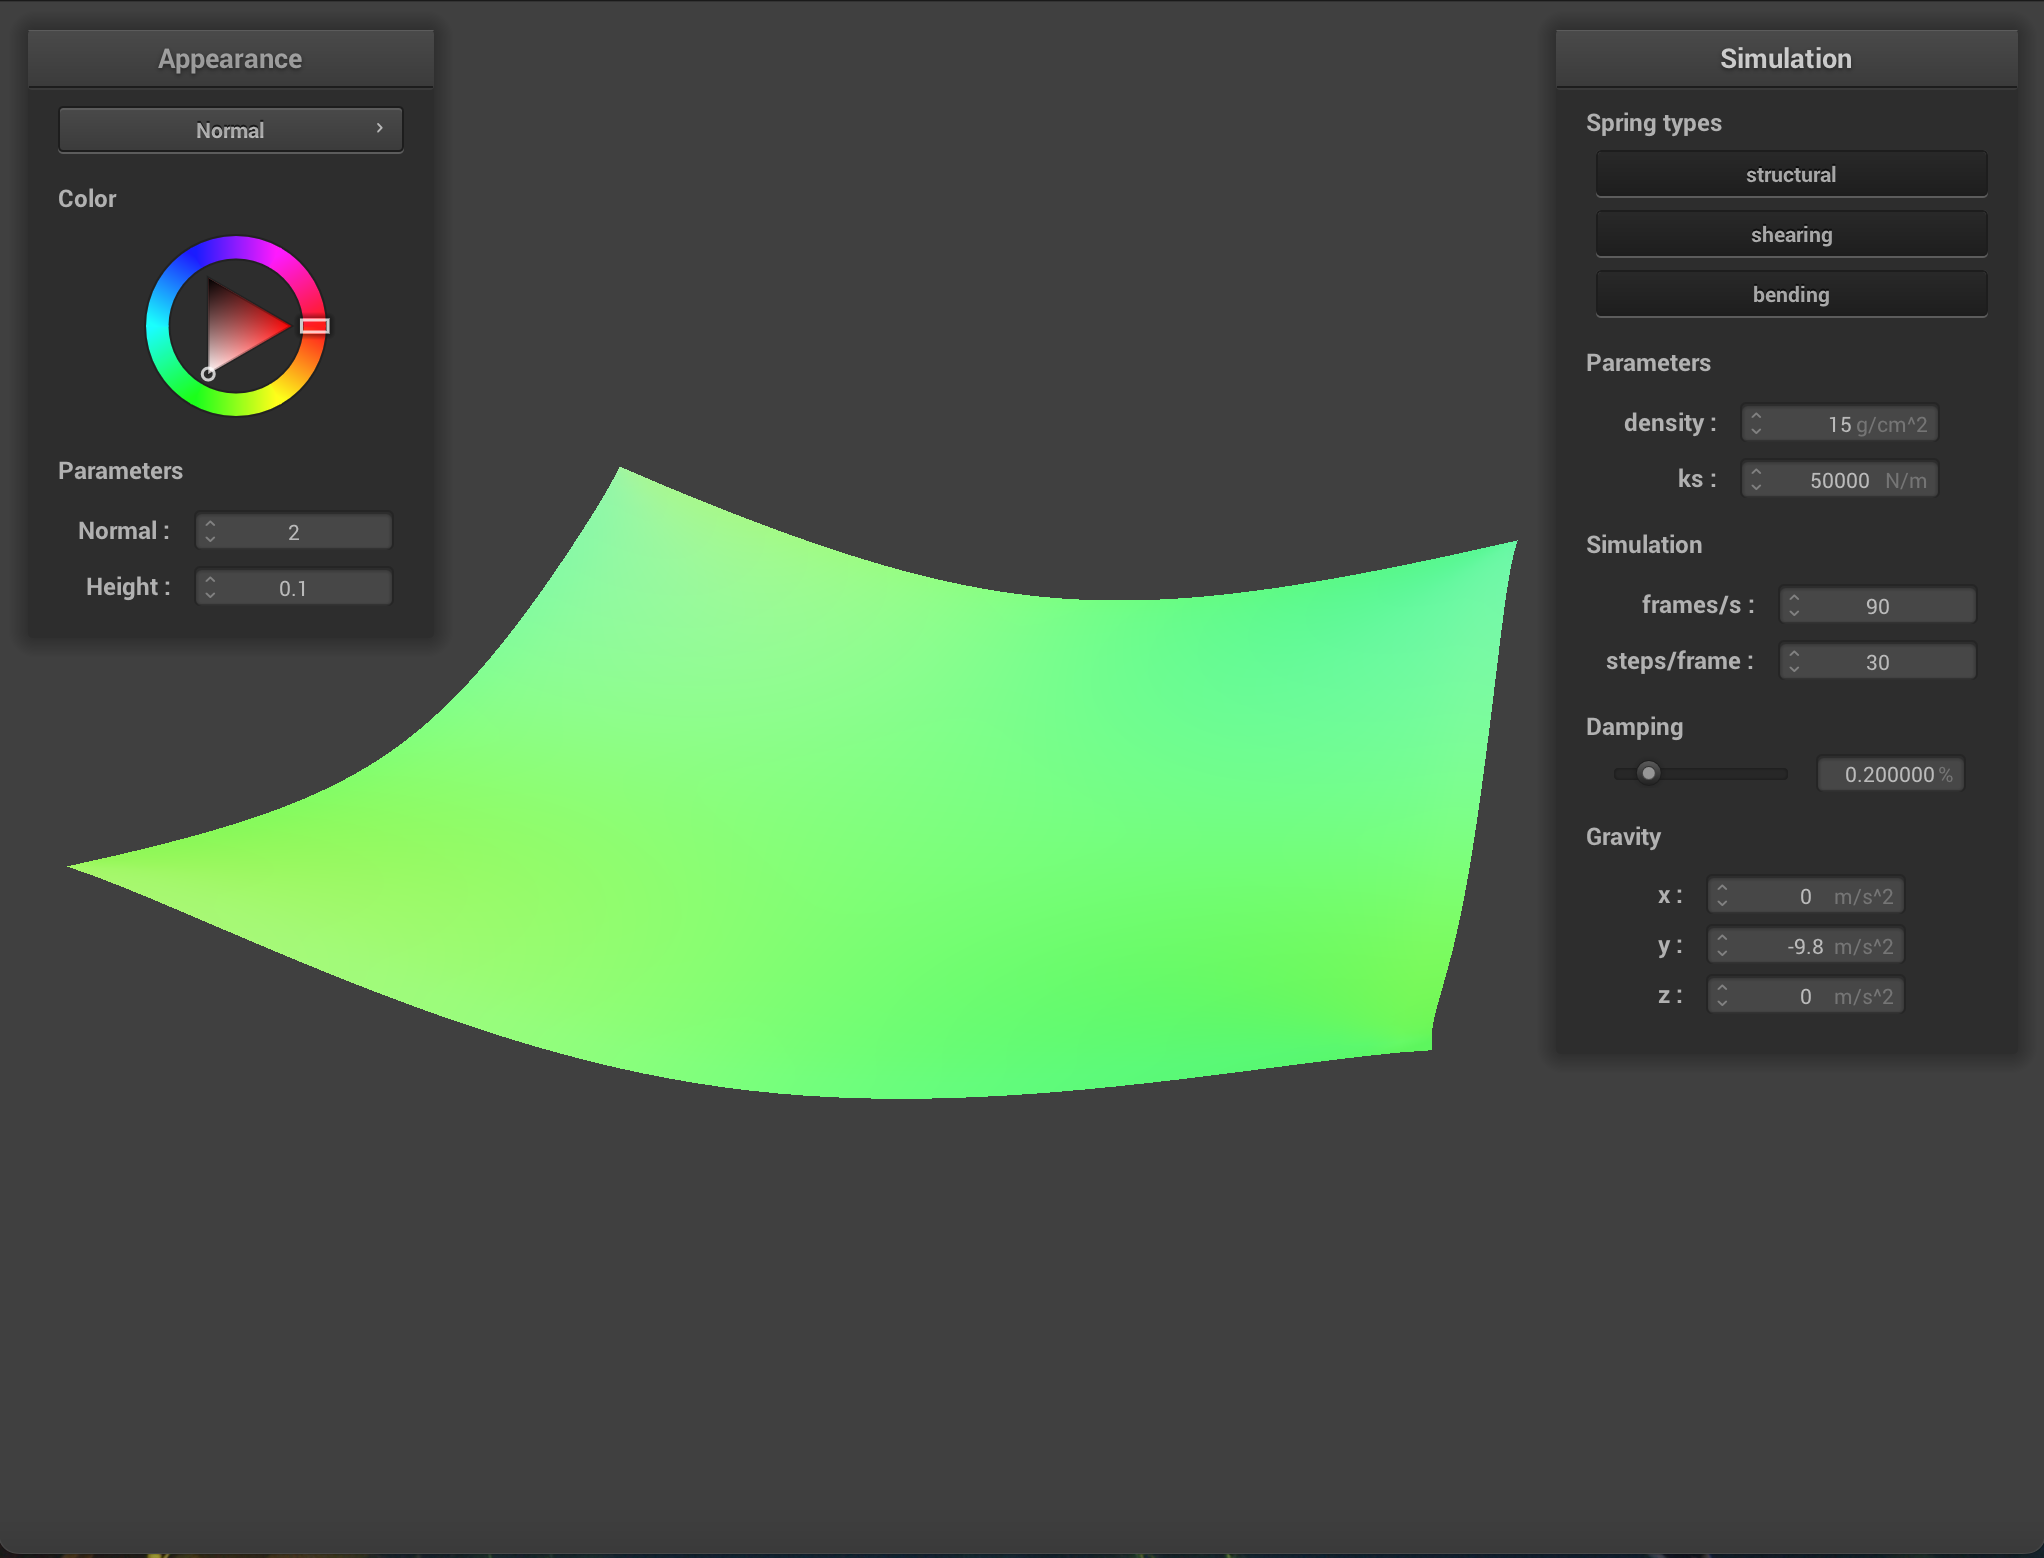 Appearance
Normal
Color
Parameters
Normal : 2
Height : 0.1
Simulation
Spring types
structural
shearing
bending
Parameters
density : 15 g/cm^2
ks : 50000 N/m
Simulation
frames/s : 90
steps/frame : 30
Damping
0.200000 %
Gravity
x : 0 m/s^2
y : -9.8 m/s^2
z : 0 m/s^2